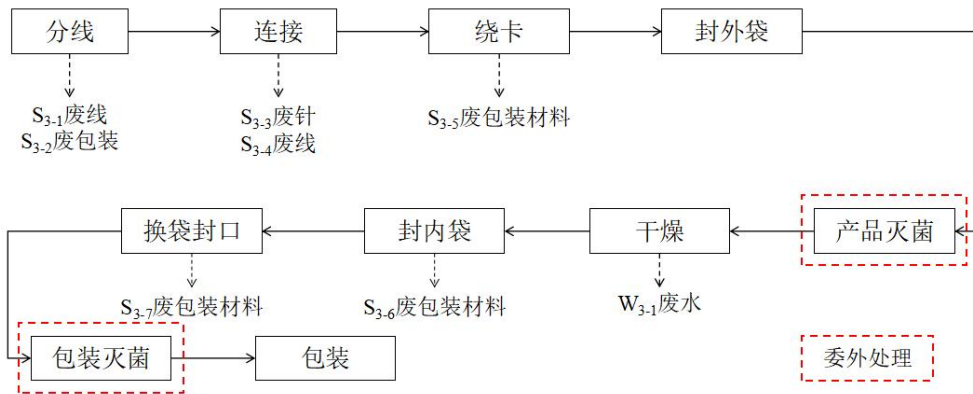 分线
连接
绕卡
封外袋
S3-1废线
S3-2废包装
S3-3废针
S3-4废线
S3-5废包装材料
换袋封口
封内袋
干燥
产品灭菌
S3-7废包装材料
S3-6废包装材料
W3-1废水
包装灭菌
包装
委外处理